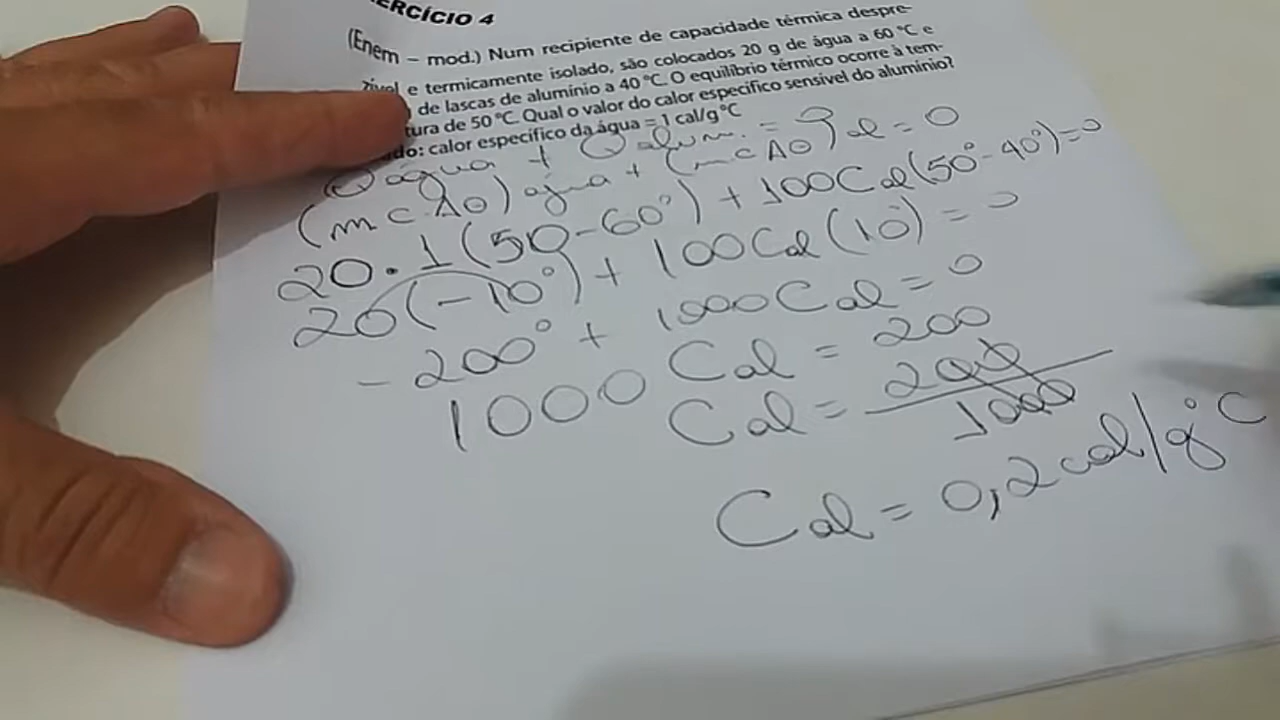 ERCÍCIO 4
(Enem – mod.) Num recipiente de capacidade térmica despre-
zível e termicamente isolado, são colocados 20 g de água a 60 °C e
de lascas de alumínio a 40 °C. O equilíbrio térmico ocorre à tem-
tura de 50 °C. Qual o valor do calor específico sensível do alumínio?
do: calor específico da água = 1 cal/g°C
Qágua + Qalum. = 0
(m c Δθ) água + (m c Δθ) al = 0
20 · 1 (50 - 60°) + 100 Cal (50° - 40°) = 0
20 (-10°) + 100 Cal (10°) = 0
- 200° + 1000 Cal = 0
1000 Cal = 200
Cal = 200/1000
Cal = 0,2 cal/g°C